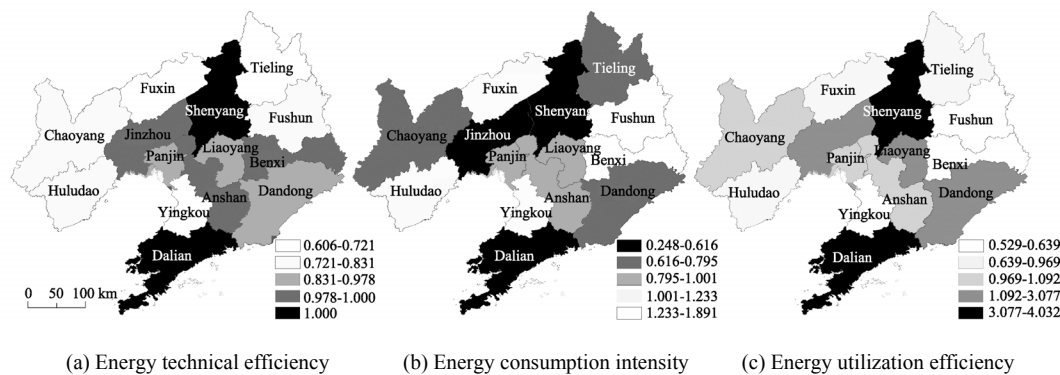 Tieling
Fuxin
Shenyang
Fushun
Chaoyang
Jinzhou
Liaoyang
Panjin
Benxi
Huludao
Anshan
Dandong
Yingkou
Dalian
0.606-0.721
0.721-0.831
0.831-0.978
0.978-1.000
1.000
0 50 100 km
(a) Energy technical efficiency
Tieling
Fuxin
Shenyang
Fushun
Chaoyang
Jinzhou
Liaoyang
Panjin
Benxi
Huludao
Anshan
Dandong
Yingkou
Dalian
0.248-0.616
0.616-0.795
0.795-1.001
1.001-1.233
1.233-1.891
(b) Energy consumption intensity
Tieling
Fuxin
Shenyang
Fushun
Chaoyang
Jinzhou
Liaoyang
Panjin
Benxi
Huludao
Anshan
Dandong
Yingkou
Dalian
0.529-0.639
0.639-0.969
0.969-1.092
1.092-3.077
3.077-4.032
(c) Energy utilization efficiency